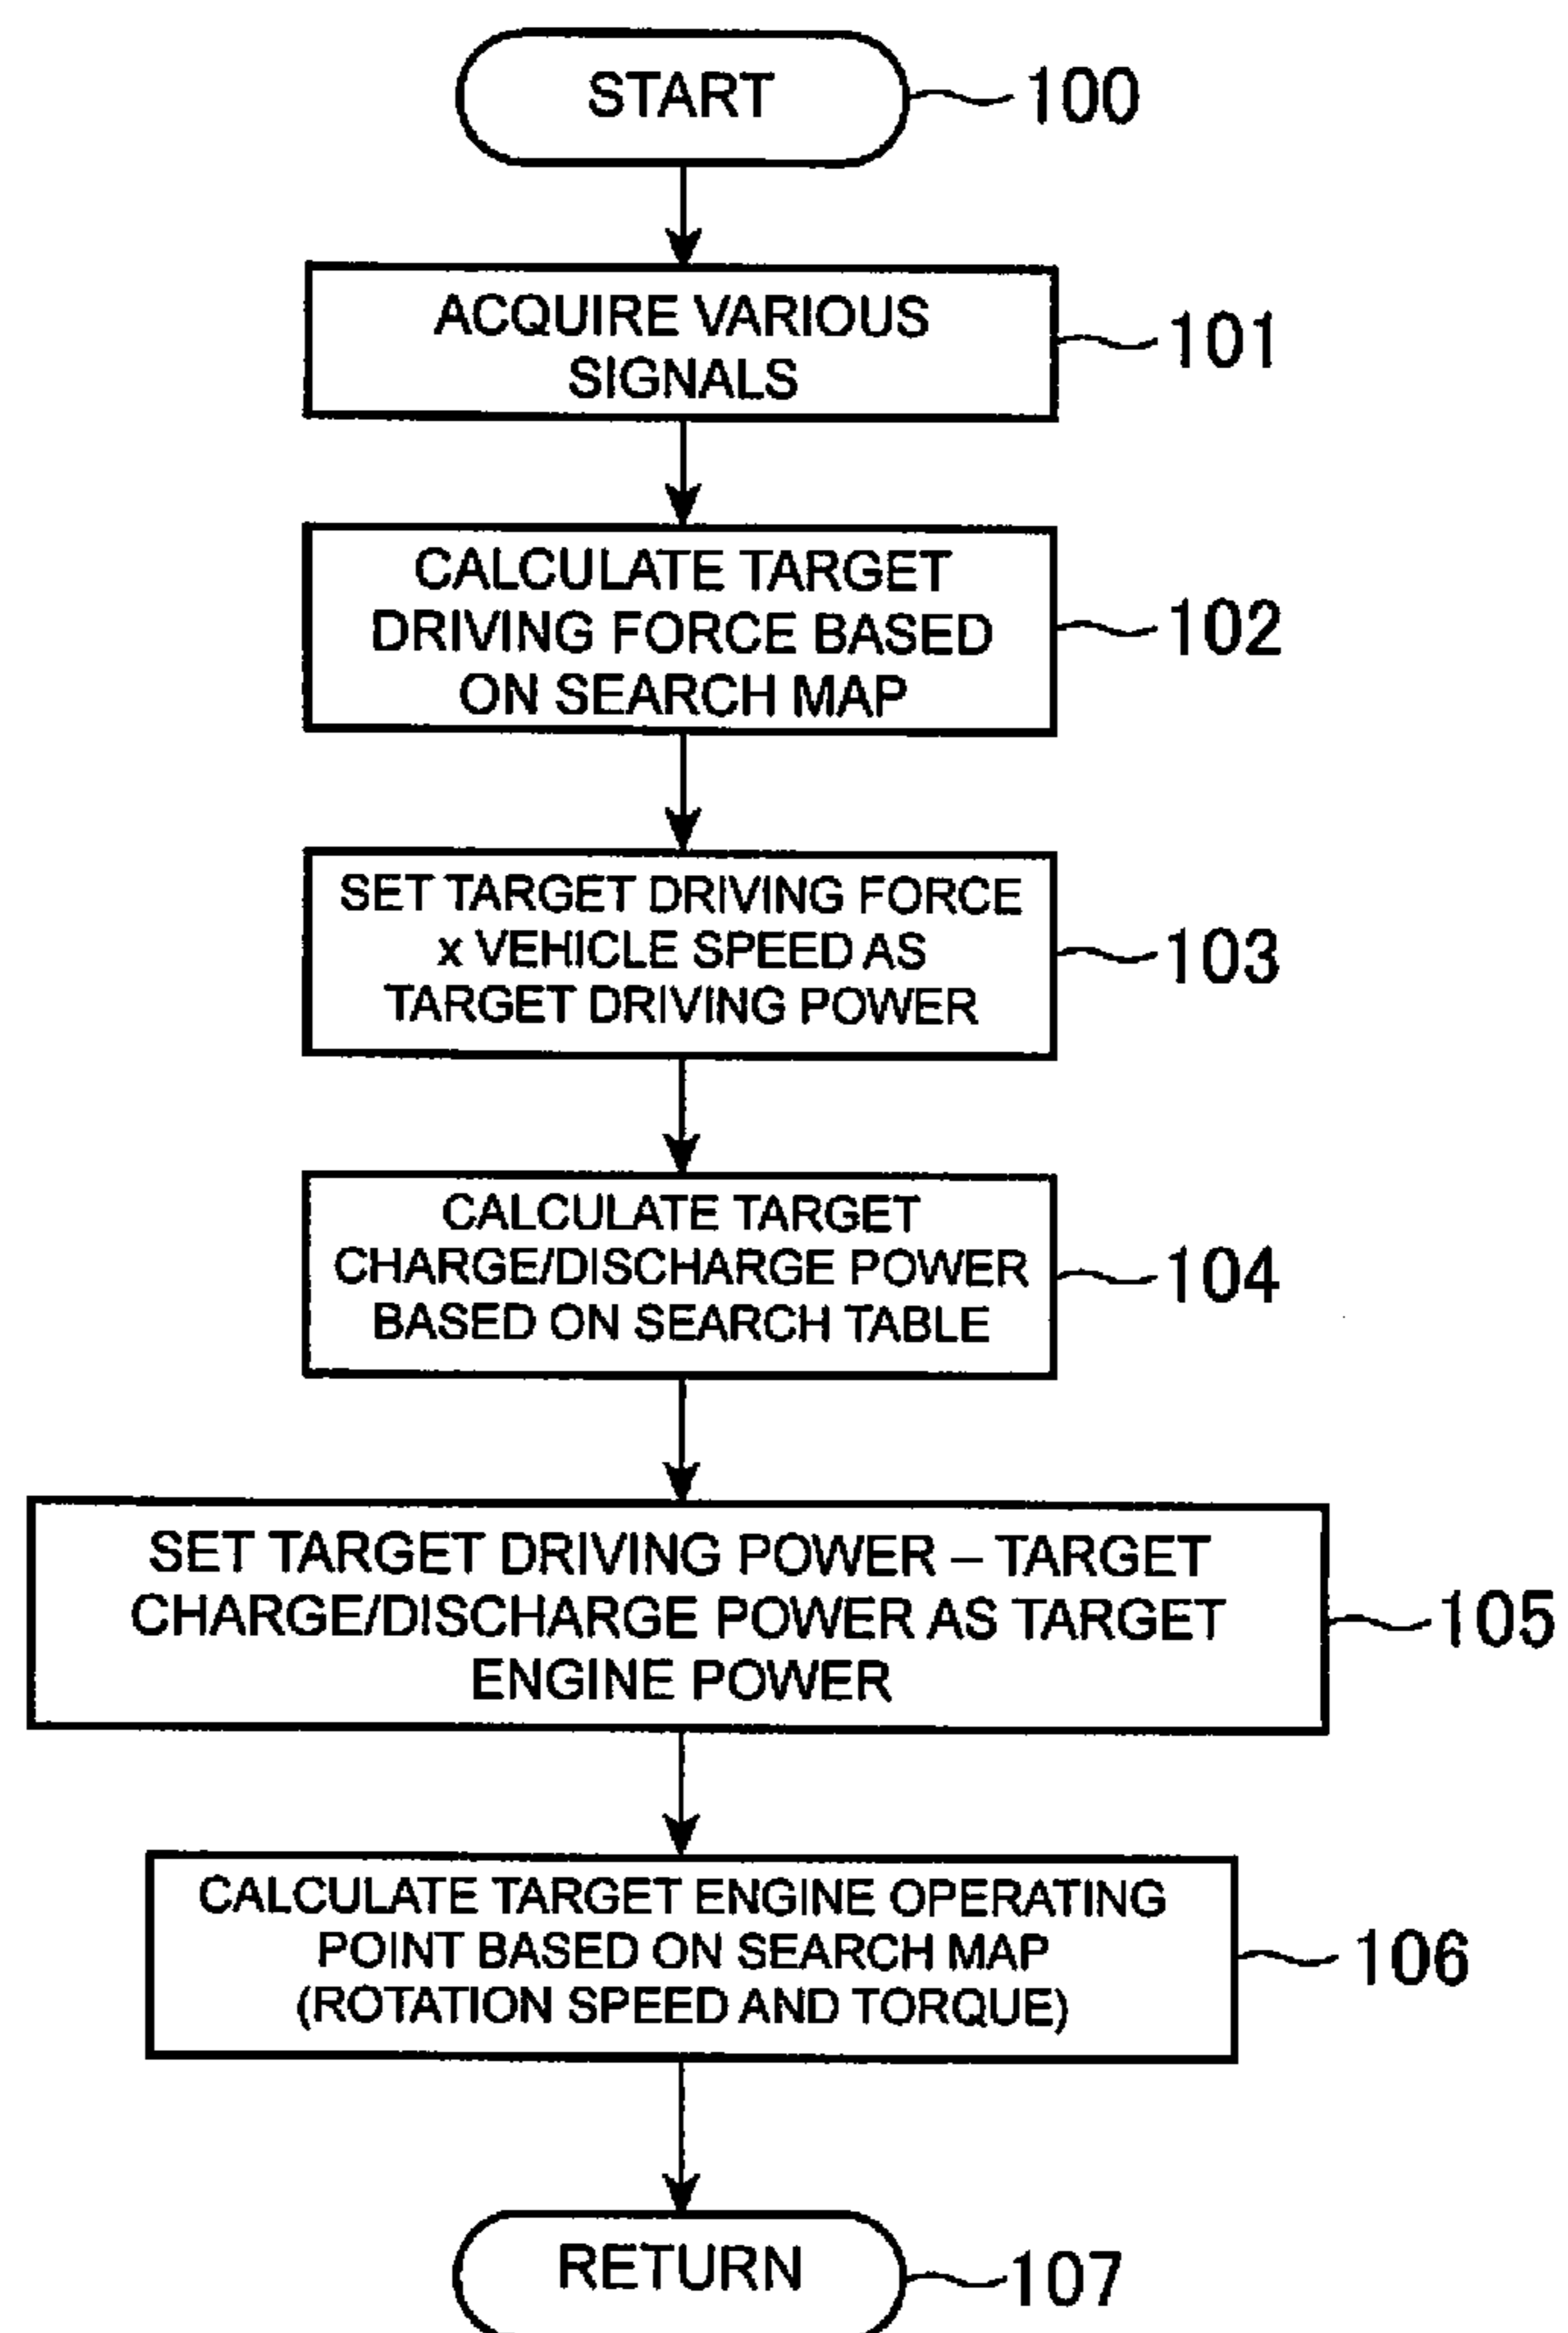 START
100
ACQUIRE VARIOUS
SIGNALS
101
CALCULATE TARGET
DRIVING FORCE BASED
ON SEARCH MAP
102
SET TARGET DRIVING FORCE
x VEHICLE SPEED AS
TARGET DRIVING POWER
103
CALCULATE TARGET
CHARGE/DISCHARGE POWER
BASED ON SEARCH TABLE
104
SET TARGET DRIVING POWER – TARGET
CHARGE/DISCHARGE POWER AS TARGET
ENGINE POWER
105
CALCULATE TARGET ENGINE OPERATING
POINT BASED ON SEARCH MAP
(ROTATION SPEED AND TORQUE)
106
RETURN
107